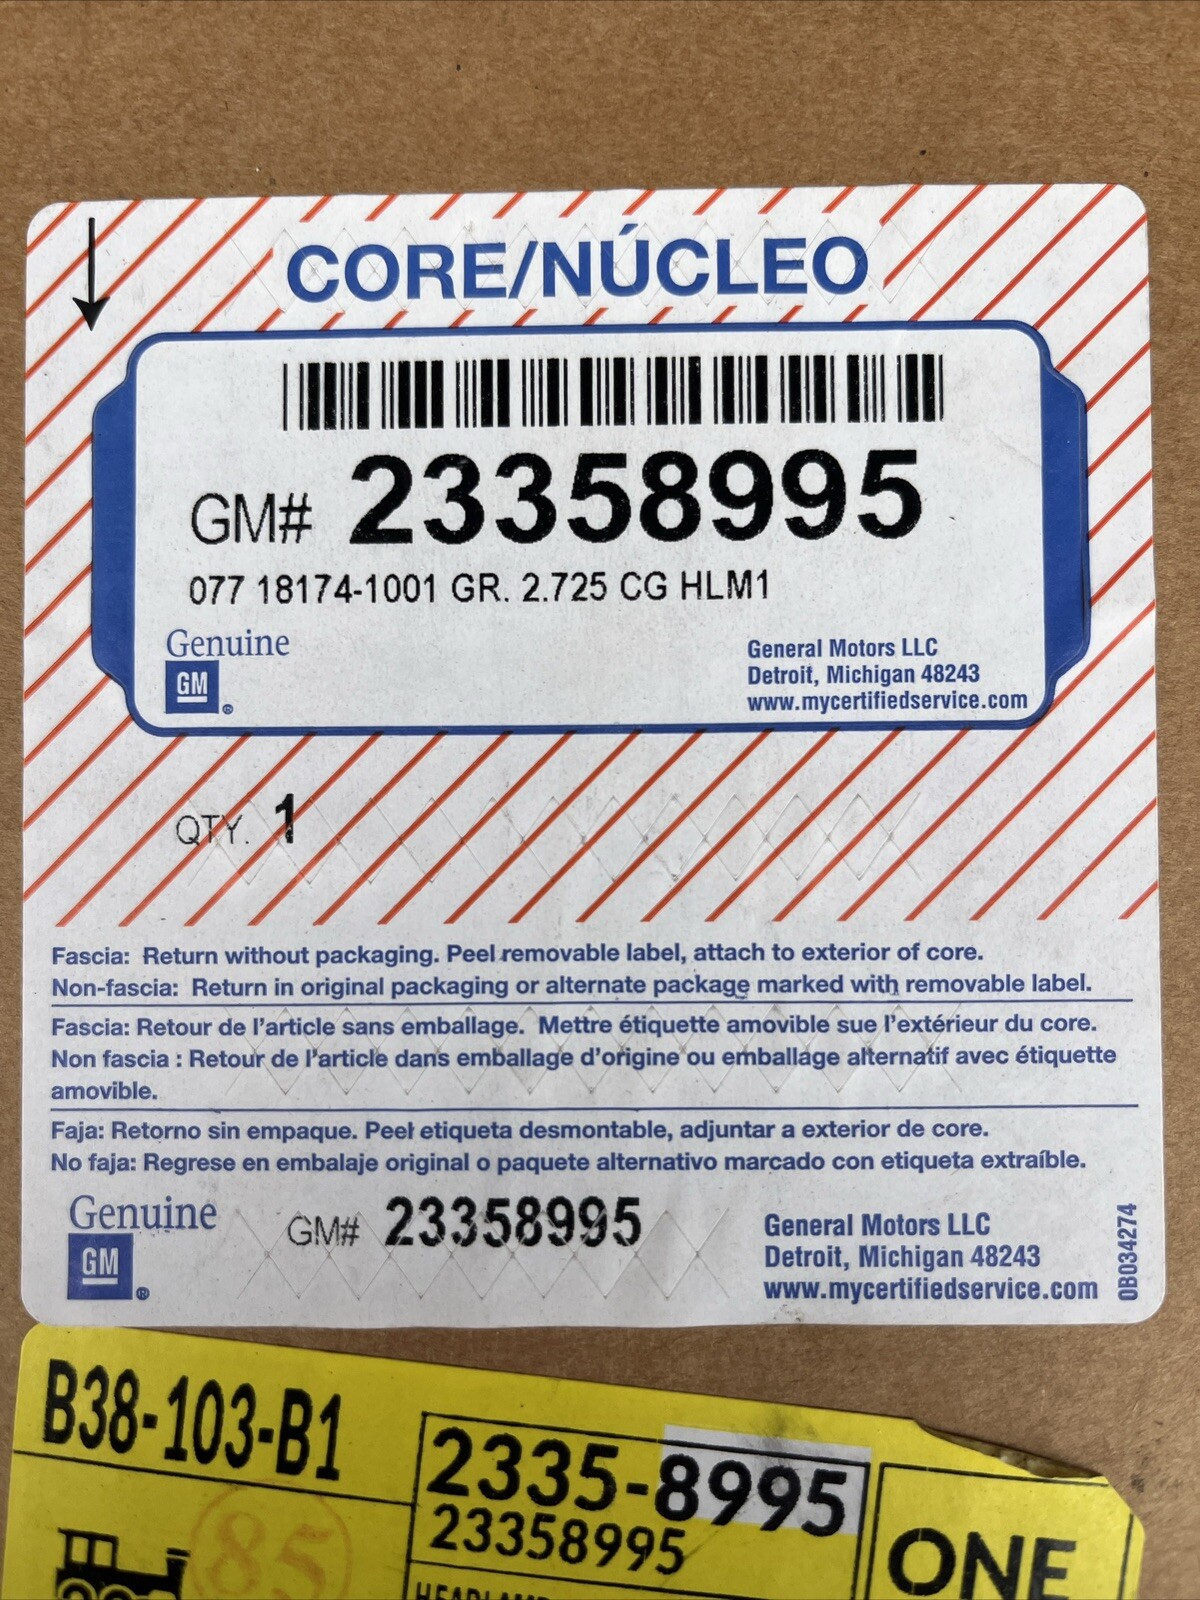 CORE/NÚCLEO
GM# 23358995
077 18174-1001 GR. 2.725 CG HLM1
Genuine
GM ®
General Motors LLC
Detroit, Michigan 48243
www.mycertifiedservice.com
QTY. 1
Fascia: Return without packaging. Peel removable label, attach to exterior of core.
Non-fascia: Return in original packaging or alternate package marked with removable label.
Fascia: Retour de l'article sans emballage. Mettre étiquette amovible sue l'extérieur du core.
Non fascia : Retour de l'article dans emballage d'origine ou emballage alternatif avec étiquette
amovible.
Faja: Retorno sin empaque. Peel etiqueta desmontable, adjuntar a exterior de core.
No faja: Regrese en embalaje original o paquete alternativo marcado con etiqueta extraíble.
Genuine
GM ®
GM# 23358995
General Motors LLC
Detroit, Michigan 48243
www.mycertifiedservice.com
0B034274
B38-103-B1
2335-8995
23358995
85
ONE